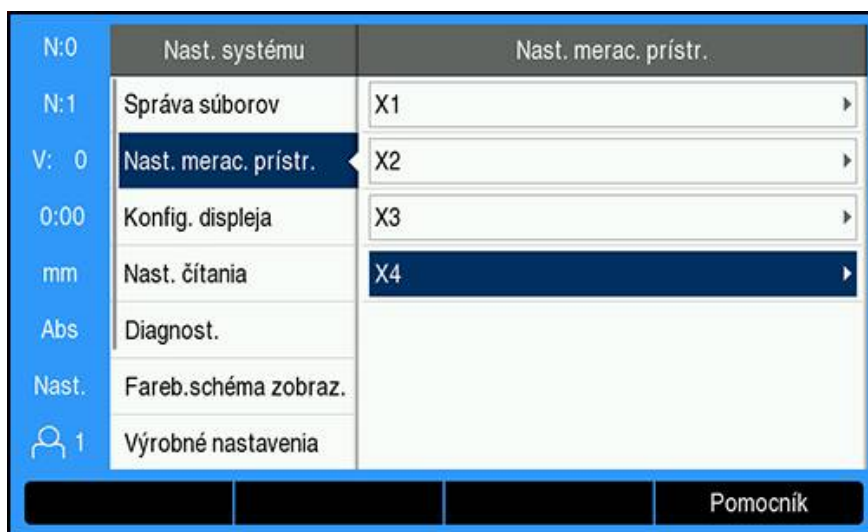 N:0
N:1
V: 0
0:00
mm
Abs
Nast.
1
Nast. systému
Správa súborov
Nast. merac. prístr.
Konfig. displeja
Nast. čítania
Diagnost.
Fareb.schéma zobraz.
Výrobné nastavenia
Nast. merac. prístr.
X1
X2
X3
X4
Pomocník